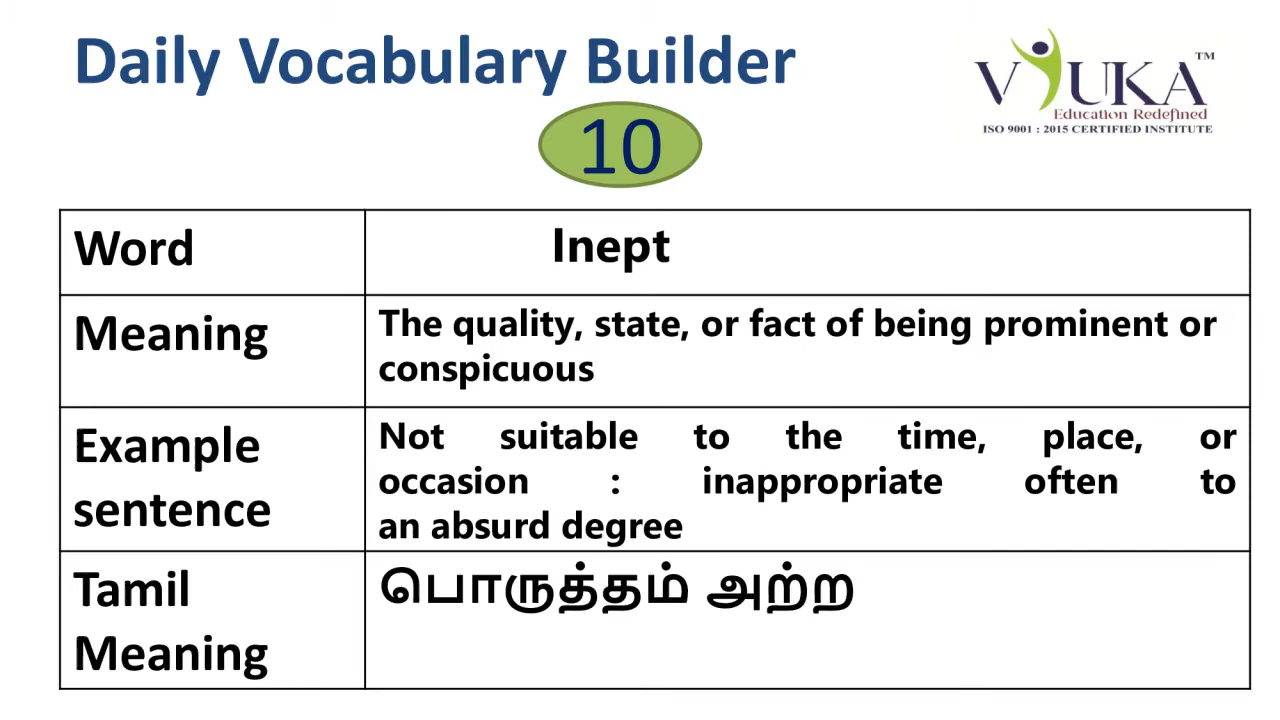 Daily Vocabulary Builder
VYUKA™
Education Redefined
ISO 9001 : 2015 CERTIFIED INSTITUTE
10
Word
Inept
Meaning
The quality, state, or fact of being prominent or
conspicuous
Example
sentence
Not suitable to the time, place, or
occasion : inappropriate often to
an absurd degree
Tamil
Meaning
பொருத்தம் அற்ற